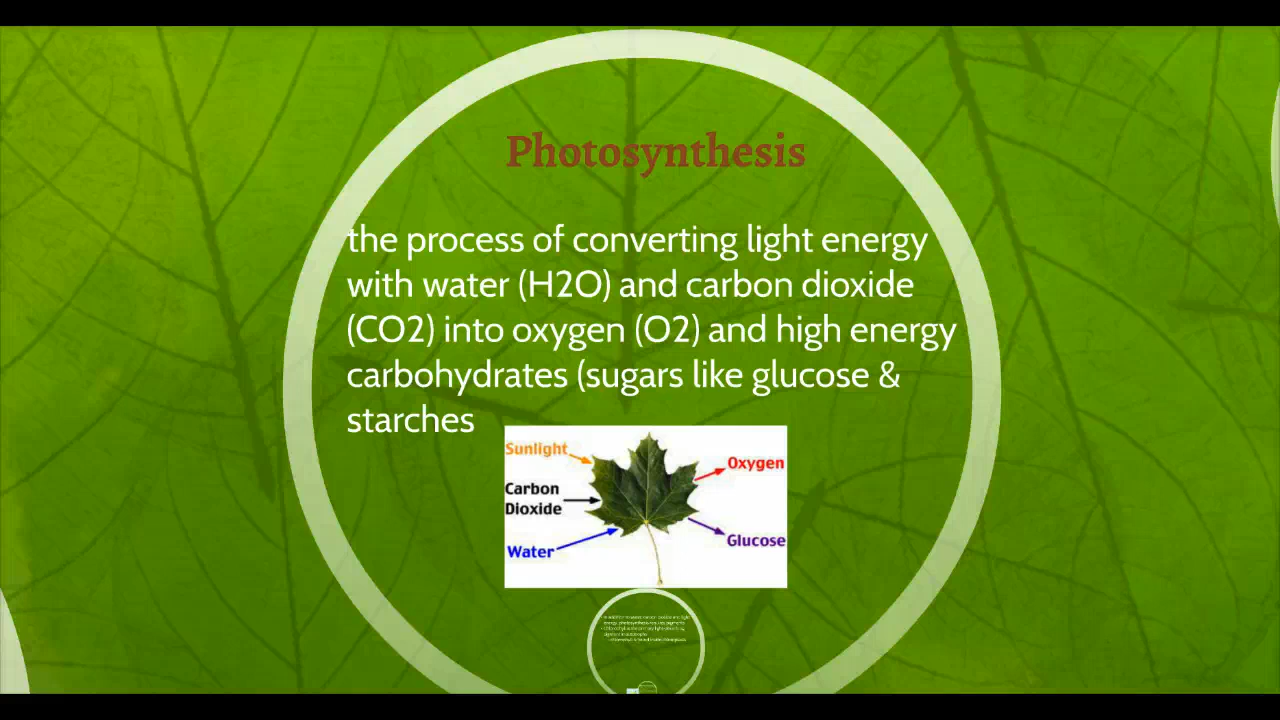 Photosynthesis
the process of converting light energy
with water (H2O) and carbon dioxide
(CO2) into oxygen (O2) and high energy
carbohydrates (sugars like glucose &
starches
Sunlight
Oxygen
Carbon
Dioxide
Glucose
Water